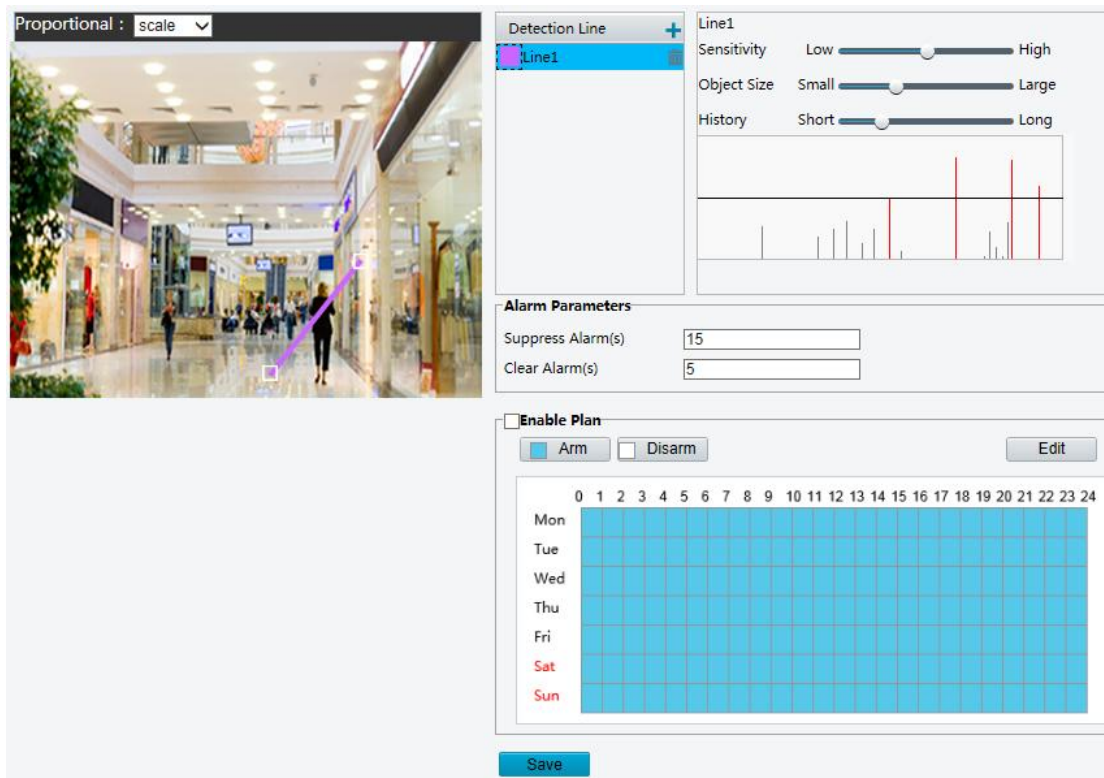 Proportional : scale
Detection Line
Line1
Line1
Sensitivity Low High
Object Size Small Large
History Short Long
Alarm Parameters
Suppress Alarm(s) 15
Clear Alarm(s) 5
Enable Plan
Arm Disarm Edit
0 1 2 3 4 5 6 7 8 9 10 11 12 13 14 15 16 17 18 19 20 21 22 23 24
Mon
Tue
Wed
Thu
Fri
Sat
Sun
Save